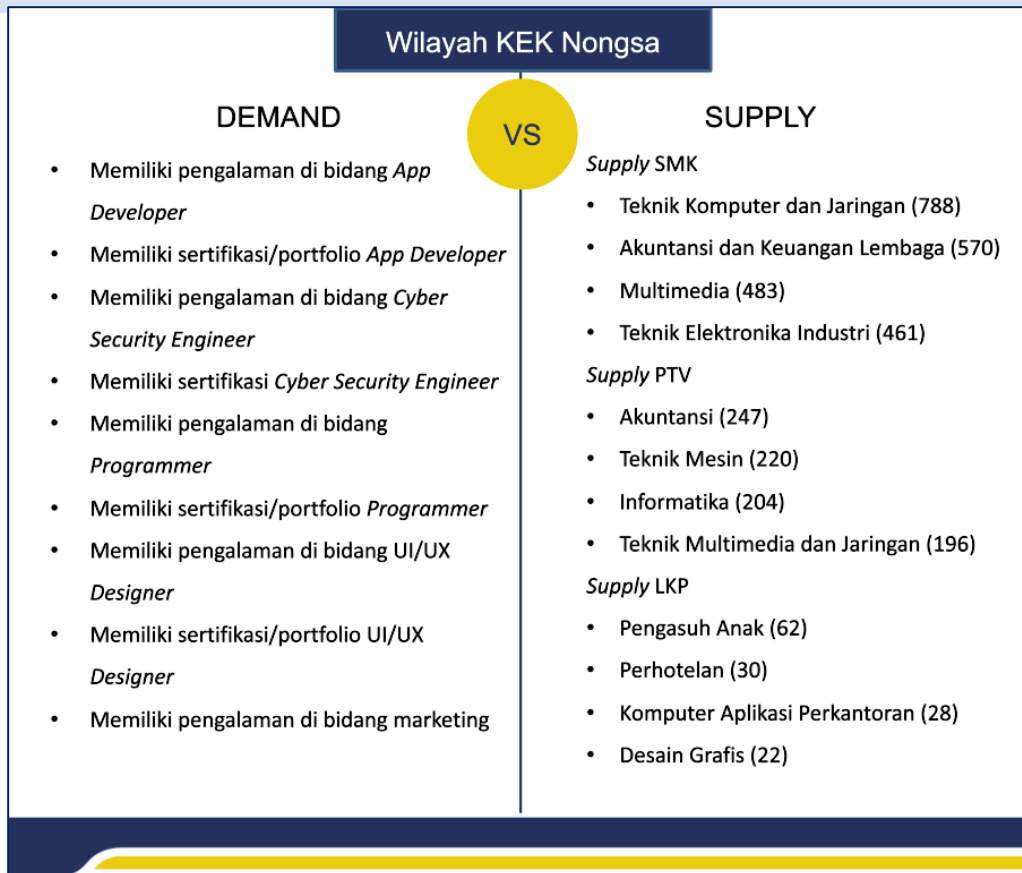 Wilayah KEK Nongsa
VS
DEMAND
• Memiliki pengalaman di bidang App
Developer
• Memiliki sertifikasi/portfolio App Developer
• Memiliki pengalaman di bidang Cyber
Security Engineer
• Memiliki sertifikasi Cyber Security Engineer
• Memiliki pengalaman di bidang
Programmer
• Memiliki sertifikasi/portfolio Programmer
• Memiliki pengalaman di bidang UI/UX
Designer
• Memiliki sertifikasi/portfolio UI/UX
Designer
• Memiliki pengalaman di bidang marketing
SUPPLY
Supply SMK
• Teknik Komputer dan Jaringan (788)
• Akuntansi dan Keuangan Lembaga (570)
• Multimedia (483)
• Teknik Elektronika Industri (461)
Supply PTV
• Akuntansi (247)
• Teknik Mesin (220)
• Informatika (204)
• Teknik Multimedia dan Jaringan (196)
Supply LKP
• Pengasuh Anak (62)
• Perhotelan (30)
• Komputer Aplikasi Perkantoran (28)
• Desain Grafis (22)